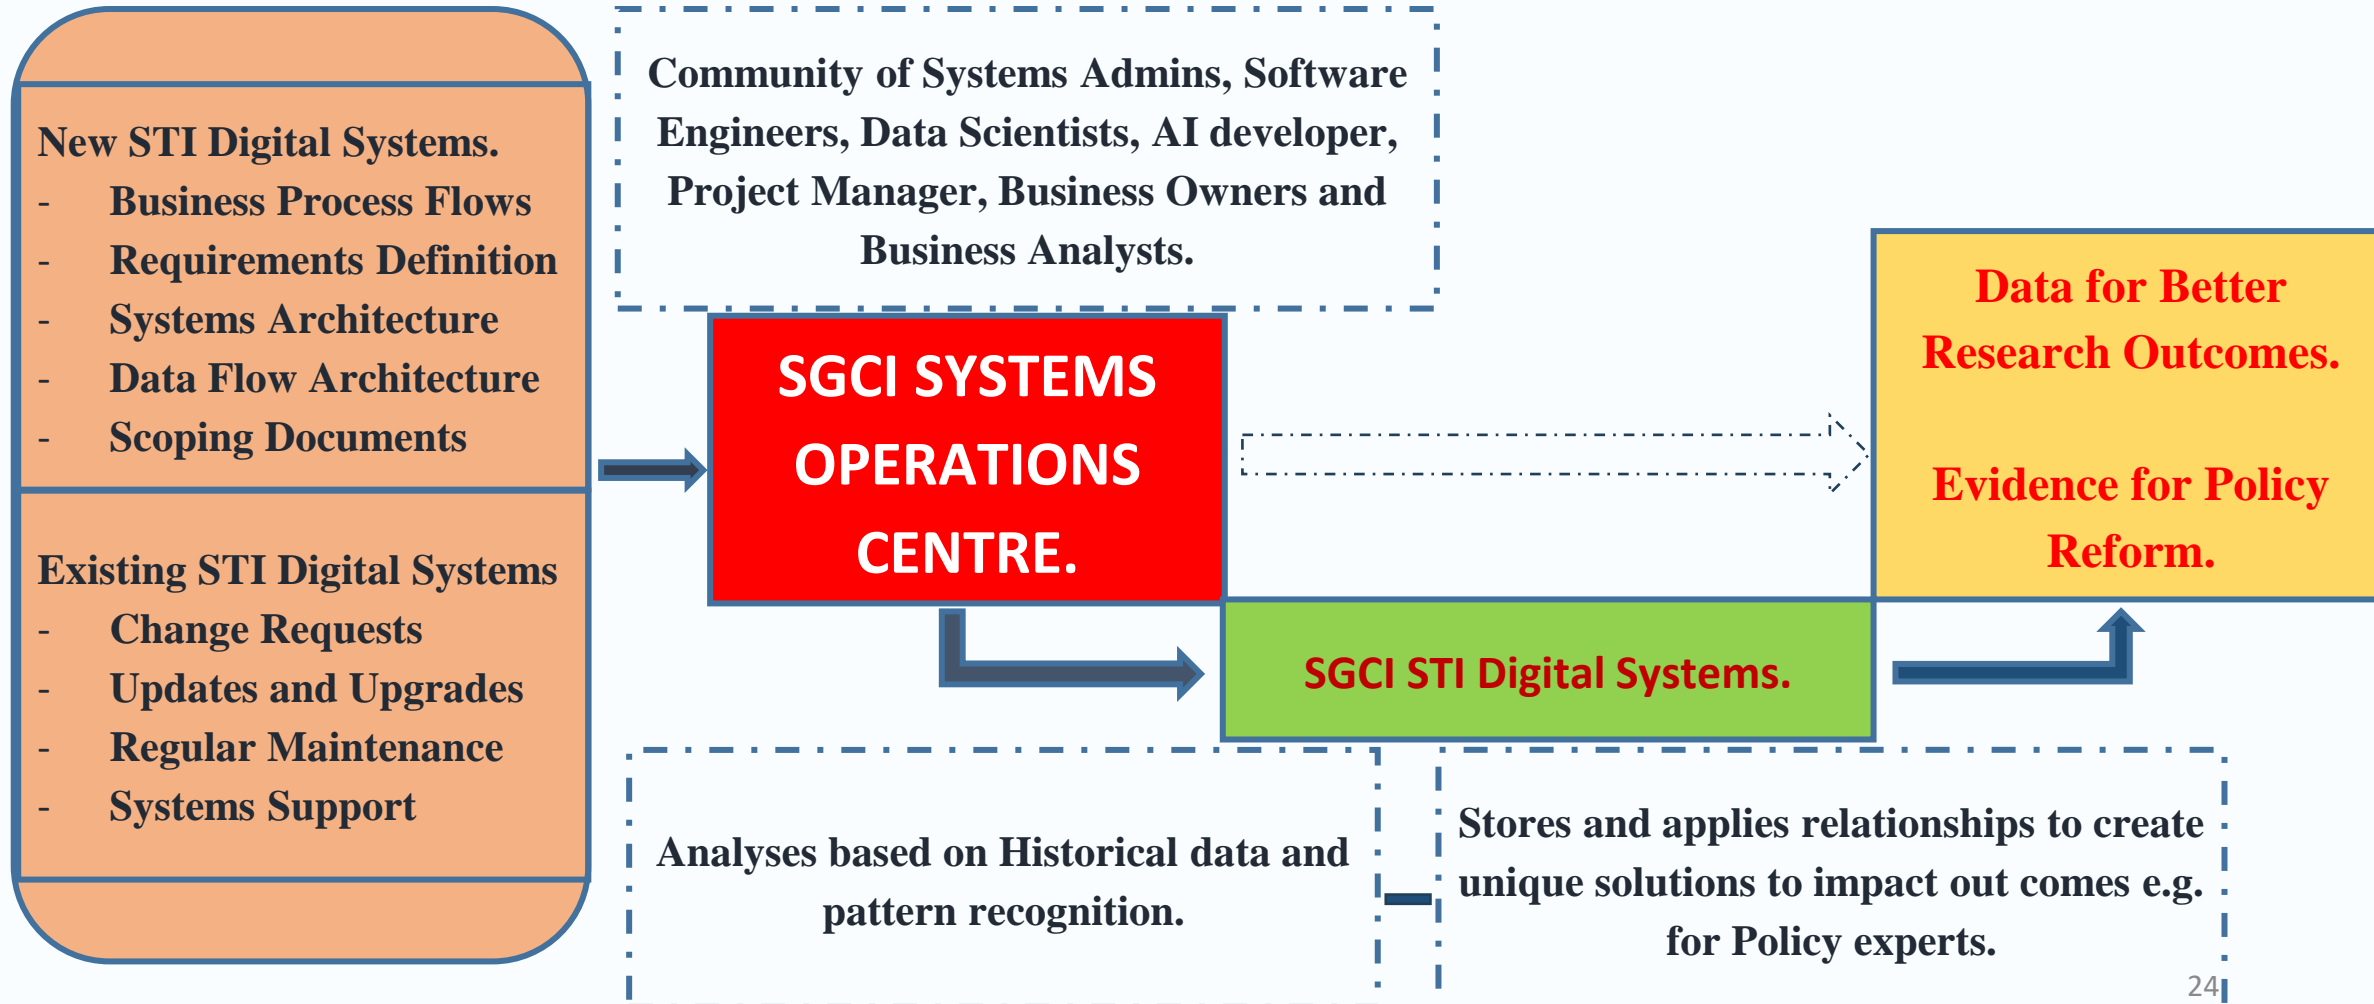 New STI Digital Systems.
- Business Process Flows
- Requirements Definition
- Systems Architecture
- Data Flow Architecture
- Scoping Documents
Existing STI Digital Systems
- Change Requests
- Updates and Upgrades
- Regular Maintenance
- Systems Support
Community of Systems Admins, Software
Engineers, Data Scientists, AI developer,
Project Manager, Business Owners and
Business Analysts.
SGCI SYSTEMS
OPERATIONS
CENTRE.
Data for Better
Research Outcomes.
Evidence for Policy
Reform.
SGCI STI Digital Systems.
Analyses based on Historical data and
pattern recognition.
Stores and applies relationships to create
unique solutions to impact out comes e.g.
for Policy experts.
24